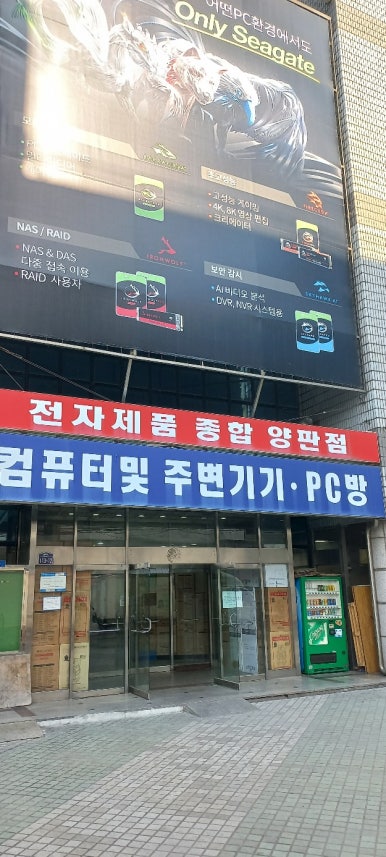 어떤PC환경에서도
Only Seagate
고성능 게이밍
4K, 8K 영상 편집
크리에이터
NAS / RAID
IRONWOLF
NAS & DAS
다중 접속 이용
RAID 사용자
보안 감시
SKYHAWK AI
AI 비디오 분석
DVR, NVR 시스템용
전자제품 종합 양판점
컴퓨터및 주변기기·PC방